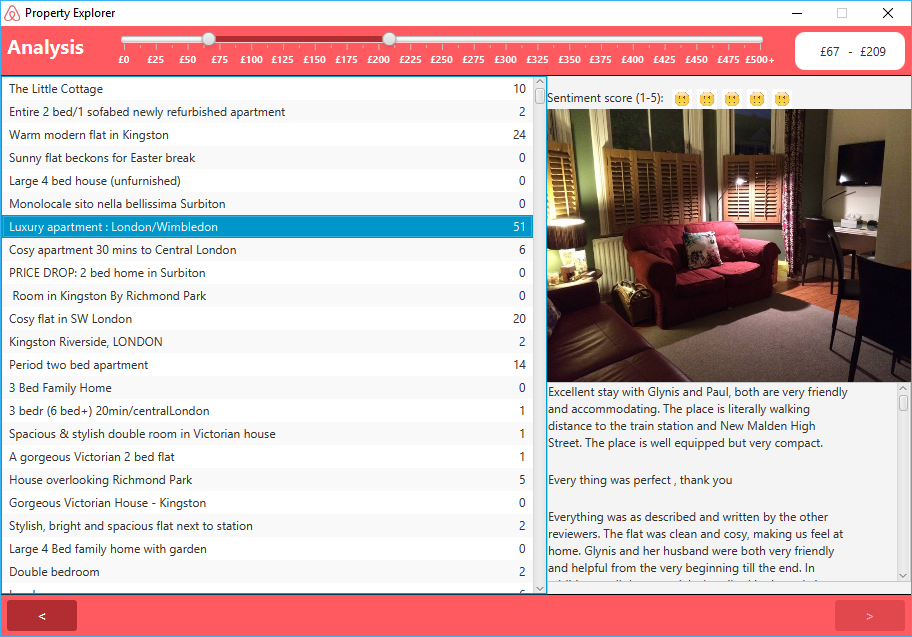 Property Explorer
Analysis
£0 £25 £50 £75 £100 £125 £150 £175 £200 £225 £250 £275 £300 £325 £350 £375 £400 £425 £450 £475 £500+
£67 - £209
The Little Cottage 10
Entire 2 bed/1 sofabed newly refurbished apartment 2
Warm modern flat in Kingston 24
Sunny flat beckons for Easter break 0
Large 4 bed house (unfurnished) 0
Monolocale sito nella bellissima Surbiton 0
Luxury apartment : London/Wimbledon 51
Cosy apartment 30 mins to Central London 6
PRICE DROP: 2 bed home in Surbiton 0
Room in Kingston By Richmond Park 0
Cosy flat in SW London 20
Kingston Riverside, LONDON 2
Period two bed apartment 14
3 Bed Family Home 0
3 bedr (6 bed+) 20min/centralLondon 1
Spacious & stylish double room in Victorian house 1
A gorgeous Victorian 2 bed flat 1
House overlooking Richmond Park 5
Gorgeous Victorian House - Kingston 0
Stylish, bright and spacious flat next to station 2
Large 4 Bed family home with garden 0
Double bedroom 2
Sentiment score (1-5):
Excellent stay with Glynis and Paul, both are very friendly
and accommodating. The place is literally walking
distance to the train station and New Malden High
Street. The place is well equipped but very compact.
Every thing was perfect , thank you
Everything was as described and written by the other
reviewers. The flat was clean and cosy, making us feel at
home. Glynis and her husband were both very friendly
and helpful from the very beginning till the end. In
< >